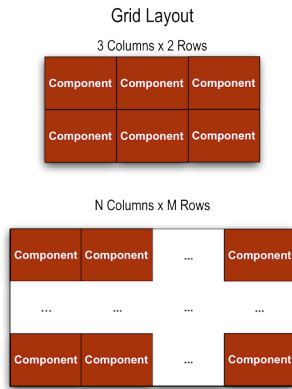 Grid Layout
3 Columns x 2 Rows
Component Component Component
Component Component Component
N Columns x M Rows
Component Component ... Component
... ... ... ...
Component Component ... Component